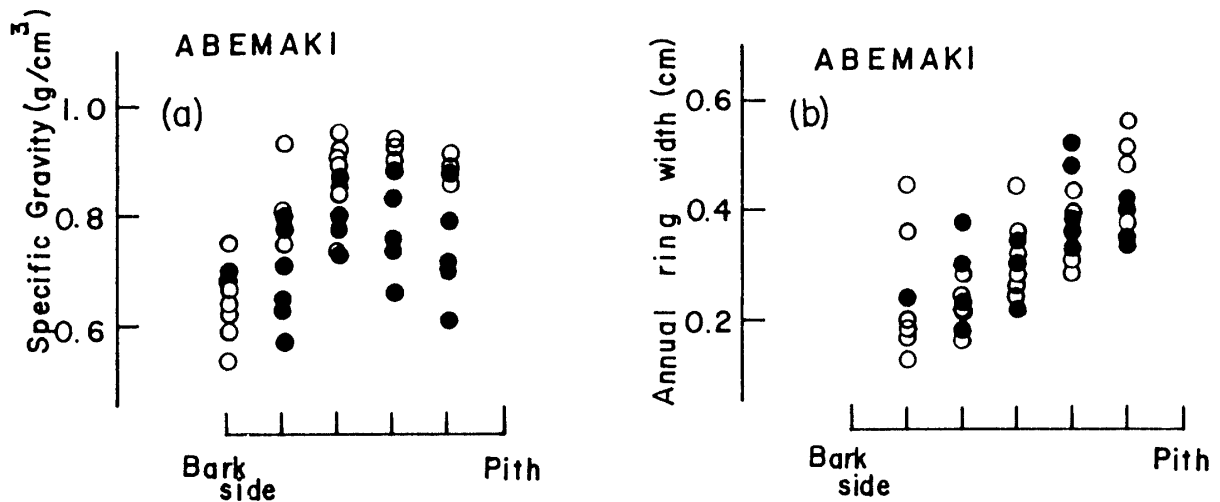 ABEMAKI
(a)
Specific Gravity (g/cm³)
1.0
0.8
0.6
Bark side
Pith
ABEMAKI
(b)
Annual ring width (cm)
0.6
0.4
0.2
Bark side
Pith